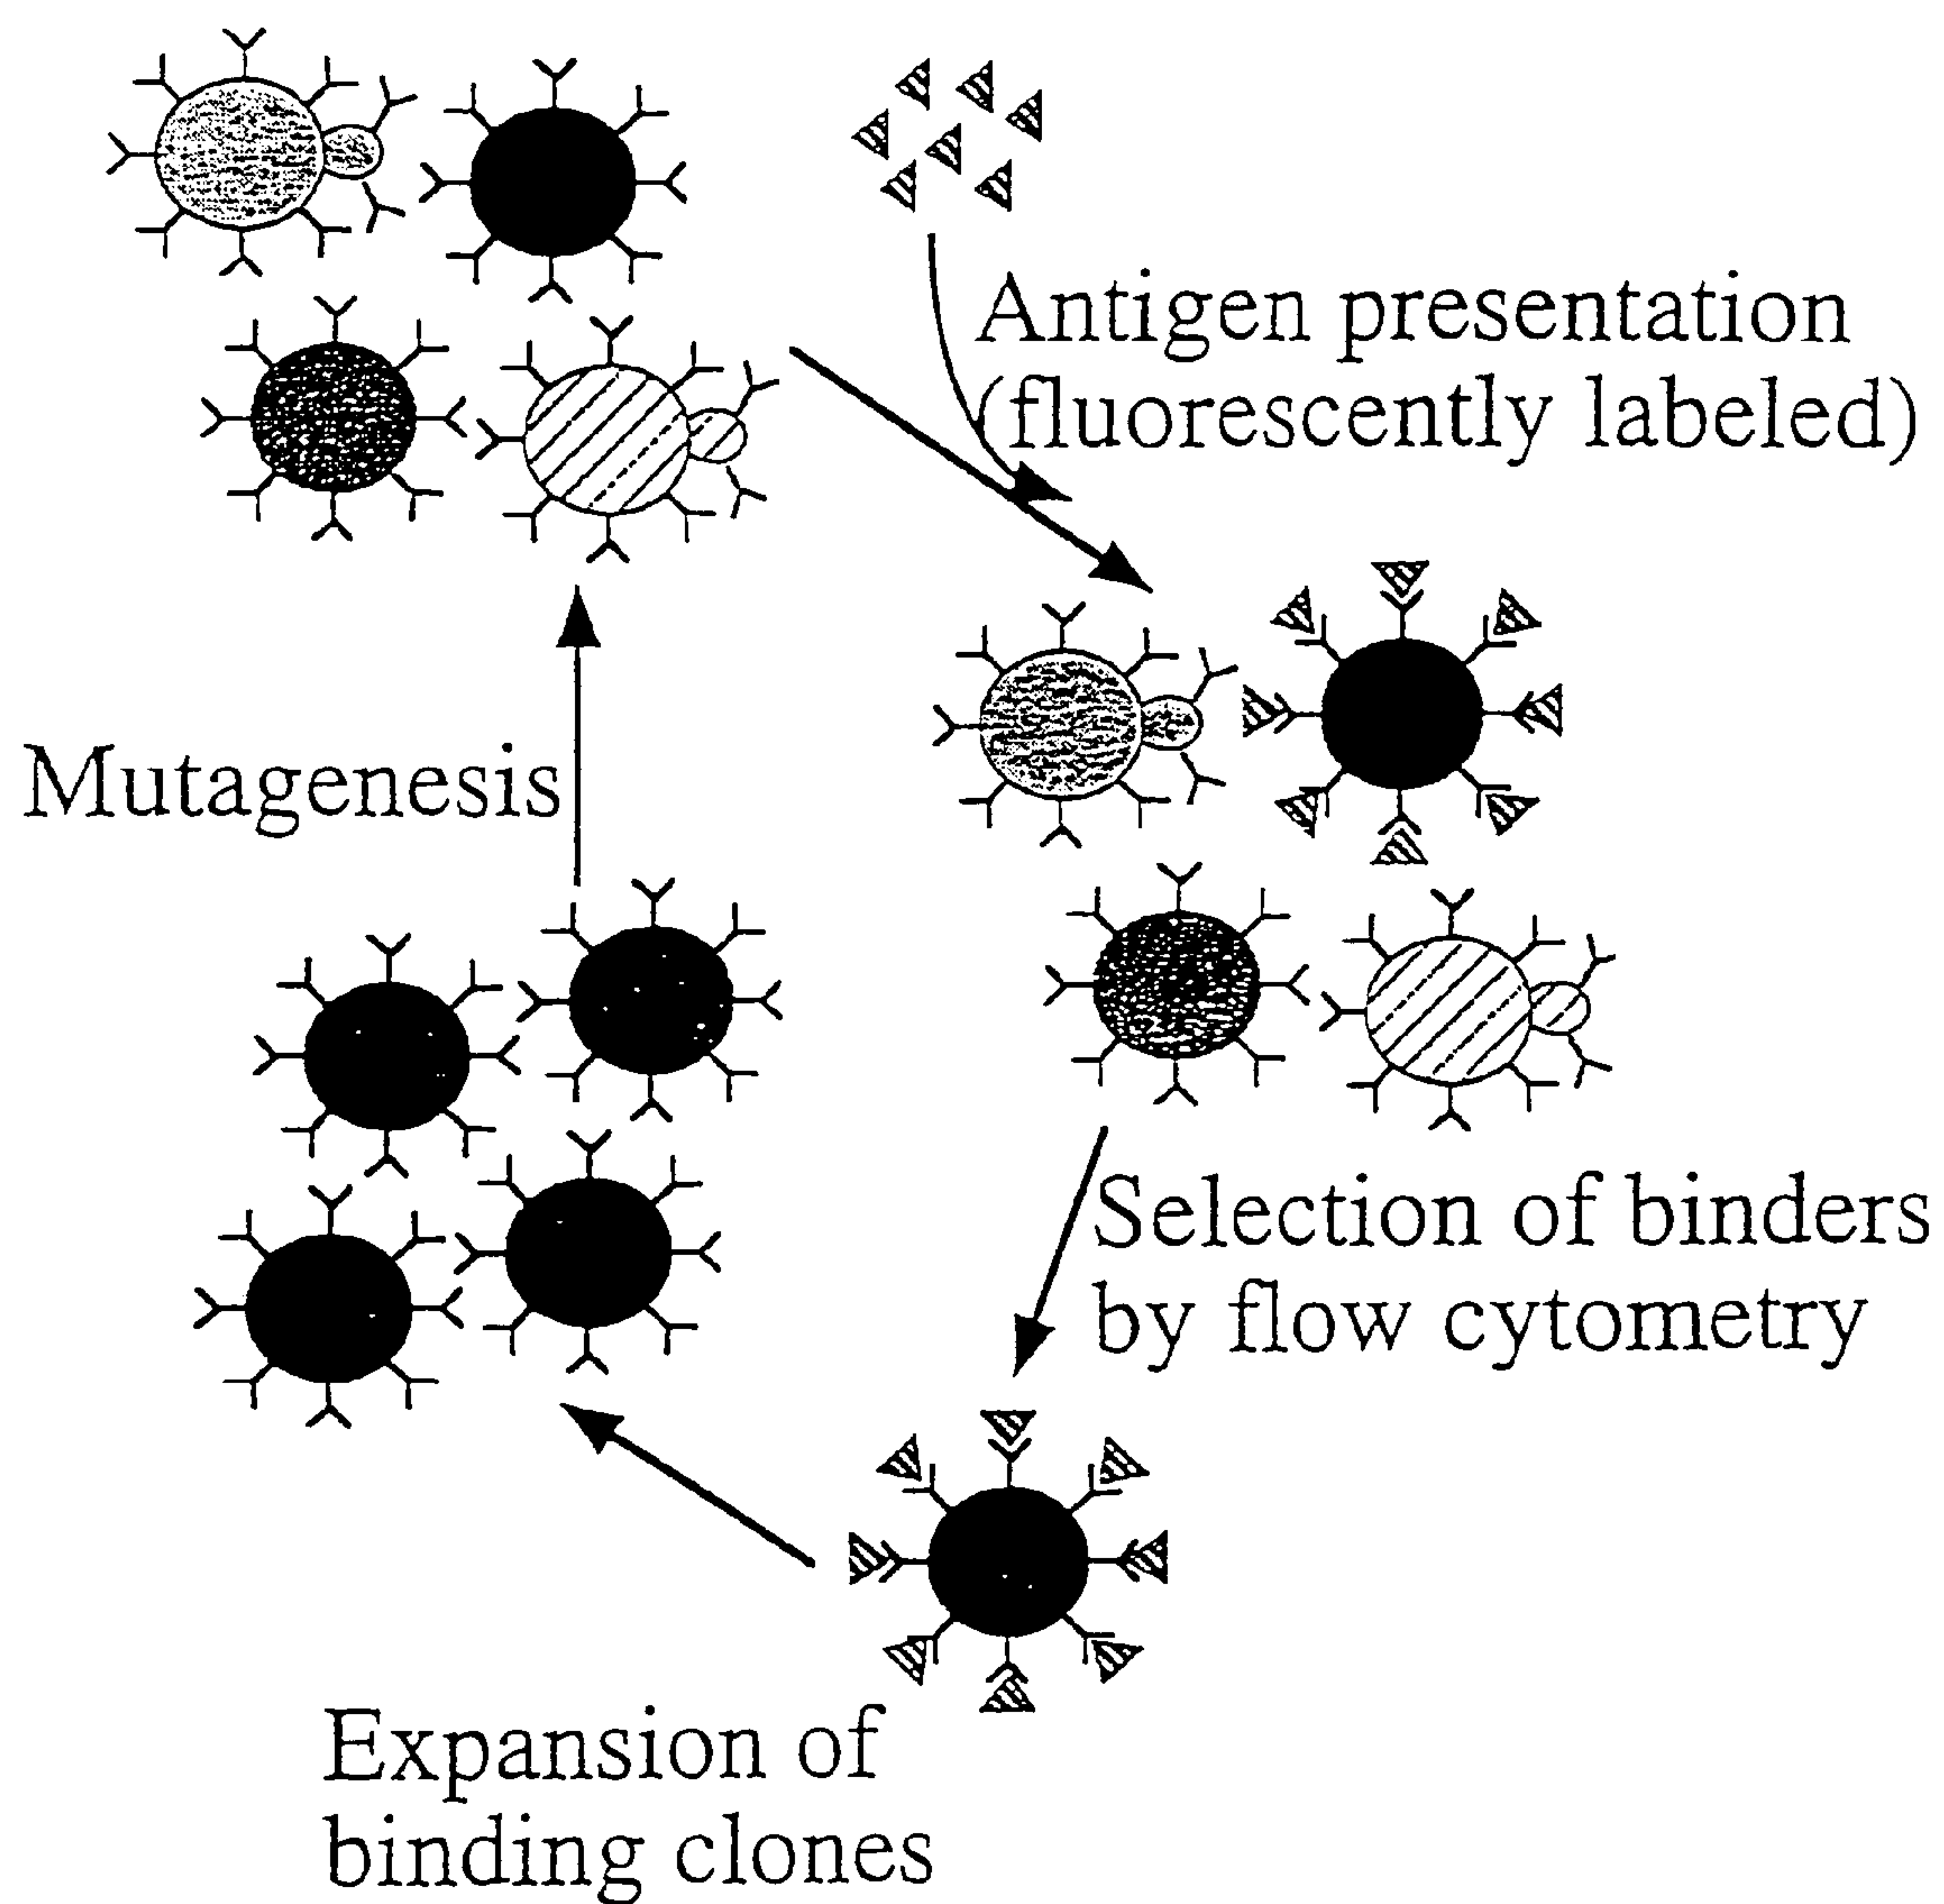 Antigen presentation
(fluorescently labeled)
Mutagenesis
Selection of binders
by flow cytometry
Expansion of
binding clones